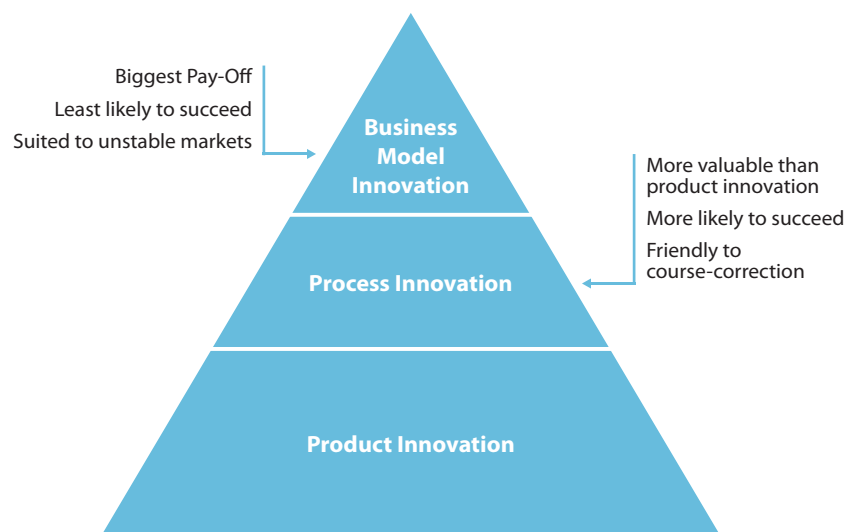 Biggest Pay-Off
Least likely to succeed
Suited to unstable markets
Business
Model
Innovation
More valuable than
product innovation
More likely to succeed
Friendly to
course-correction
Process Innovation
Product Innovation